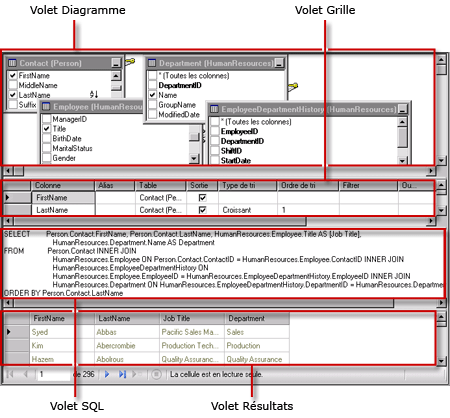 Volet Diagramme
Volet Grille
Contact (Person)
FirstName
MiddleName
LastName
Suffix
Department (HumanResources)
* (Toutes les colonnes)
DepartmentID
Name
GroupName
ModifiedDate
Employee (HumanResou
ManagerID
Title
BirthDate
MaritalStatus
Gender
EmployeeDepartmentHistory (HumanResources)
* (Toutes les colonnes)
EmployeeID
DepartmentID
ShiftID
StartDate
Colonne Alias Table Sortie Type de tri Ordre de tri Filtrer Ou...
FirstName Contact (Pe...
LastName Contact (Pe... Croissant 1
SELECT Person.Contact.FirstName, Person.Contact.LastName, HumanResources.Employee.Title AS [Job Title],
HumanResources.Department.Name AS Department
FROM Person.Contact INNER JOIN
HumanResources.Employee ON Person.Contact.ContactID = HumanResources.Employee.ContactID INNER JOIN
HumanResources.EmployeeDepartmentHistory ON
HumanResources.Employee.EmployeeID = HumanResources.EmployeeDepartmentHistory.EmployeeID INNER JOIN
HumanResources.Department ON HumanResources.EmployeeDepartmentHistory.DepartmentID = HumanResources.Departme
ORDER BY Person.Contact.LastName
FirstName LastName Job Title Department
Syed Abbas Pacific Sales Ma... Sales
Kim Abercrombie Production Tech... Production
Hazem Abolrous Quality Assuranc... Quality Assurance
1 de 296 La cellule est en lecture seule.
Volet SQL
Volet Résultats